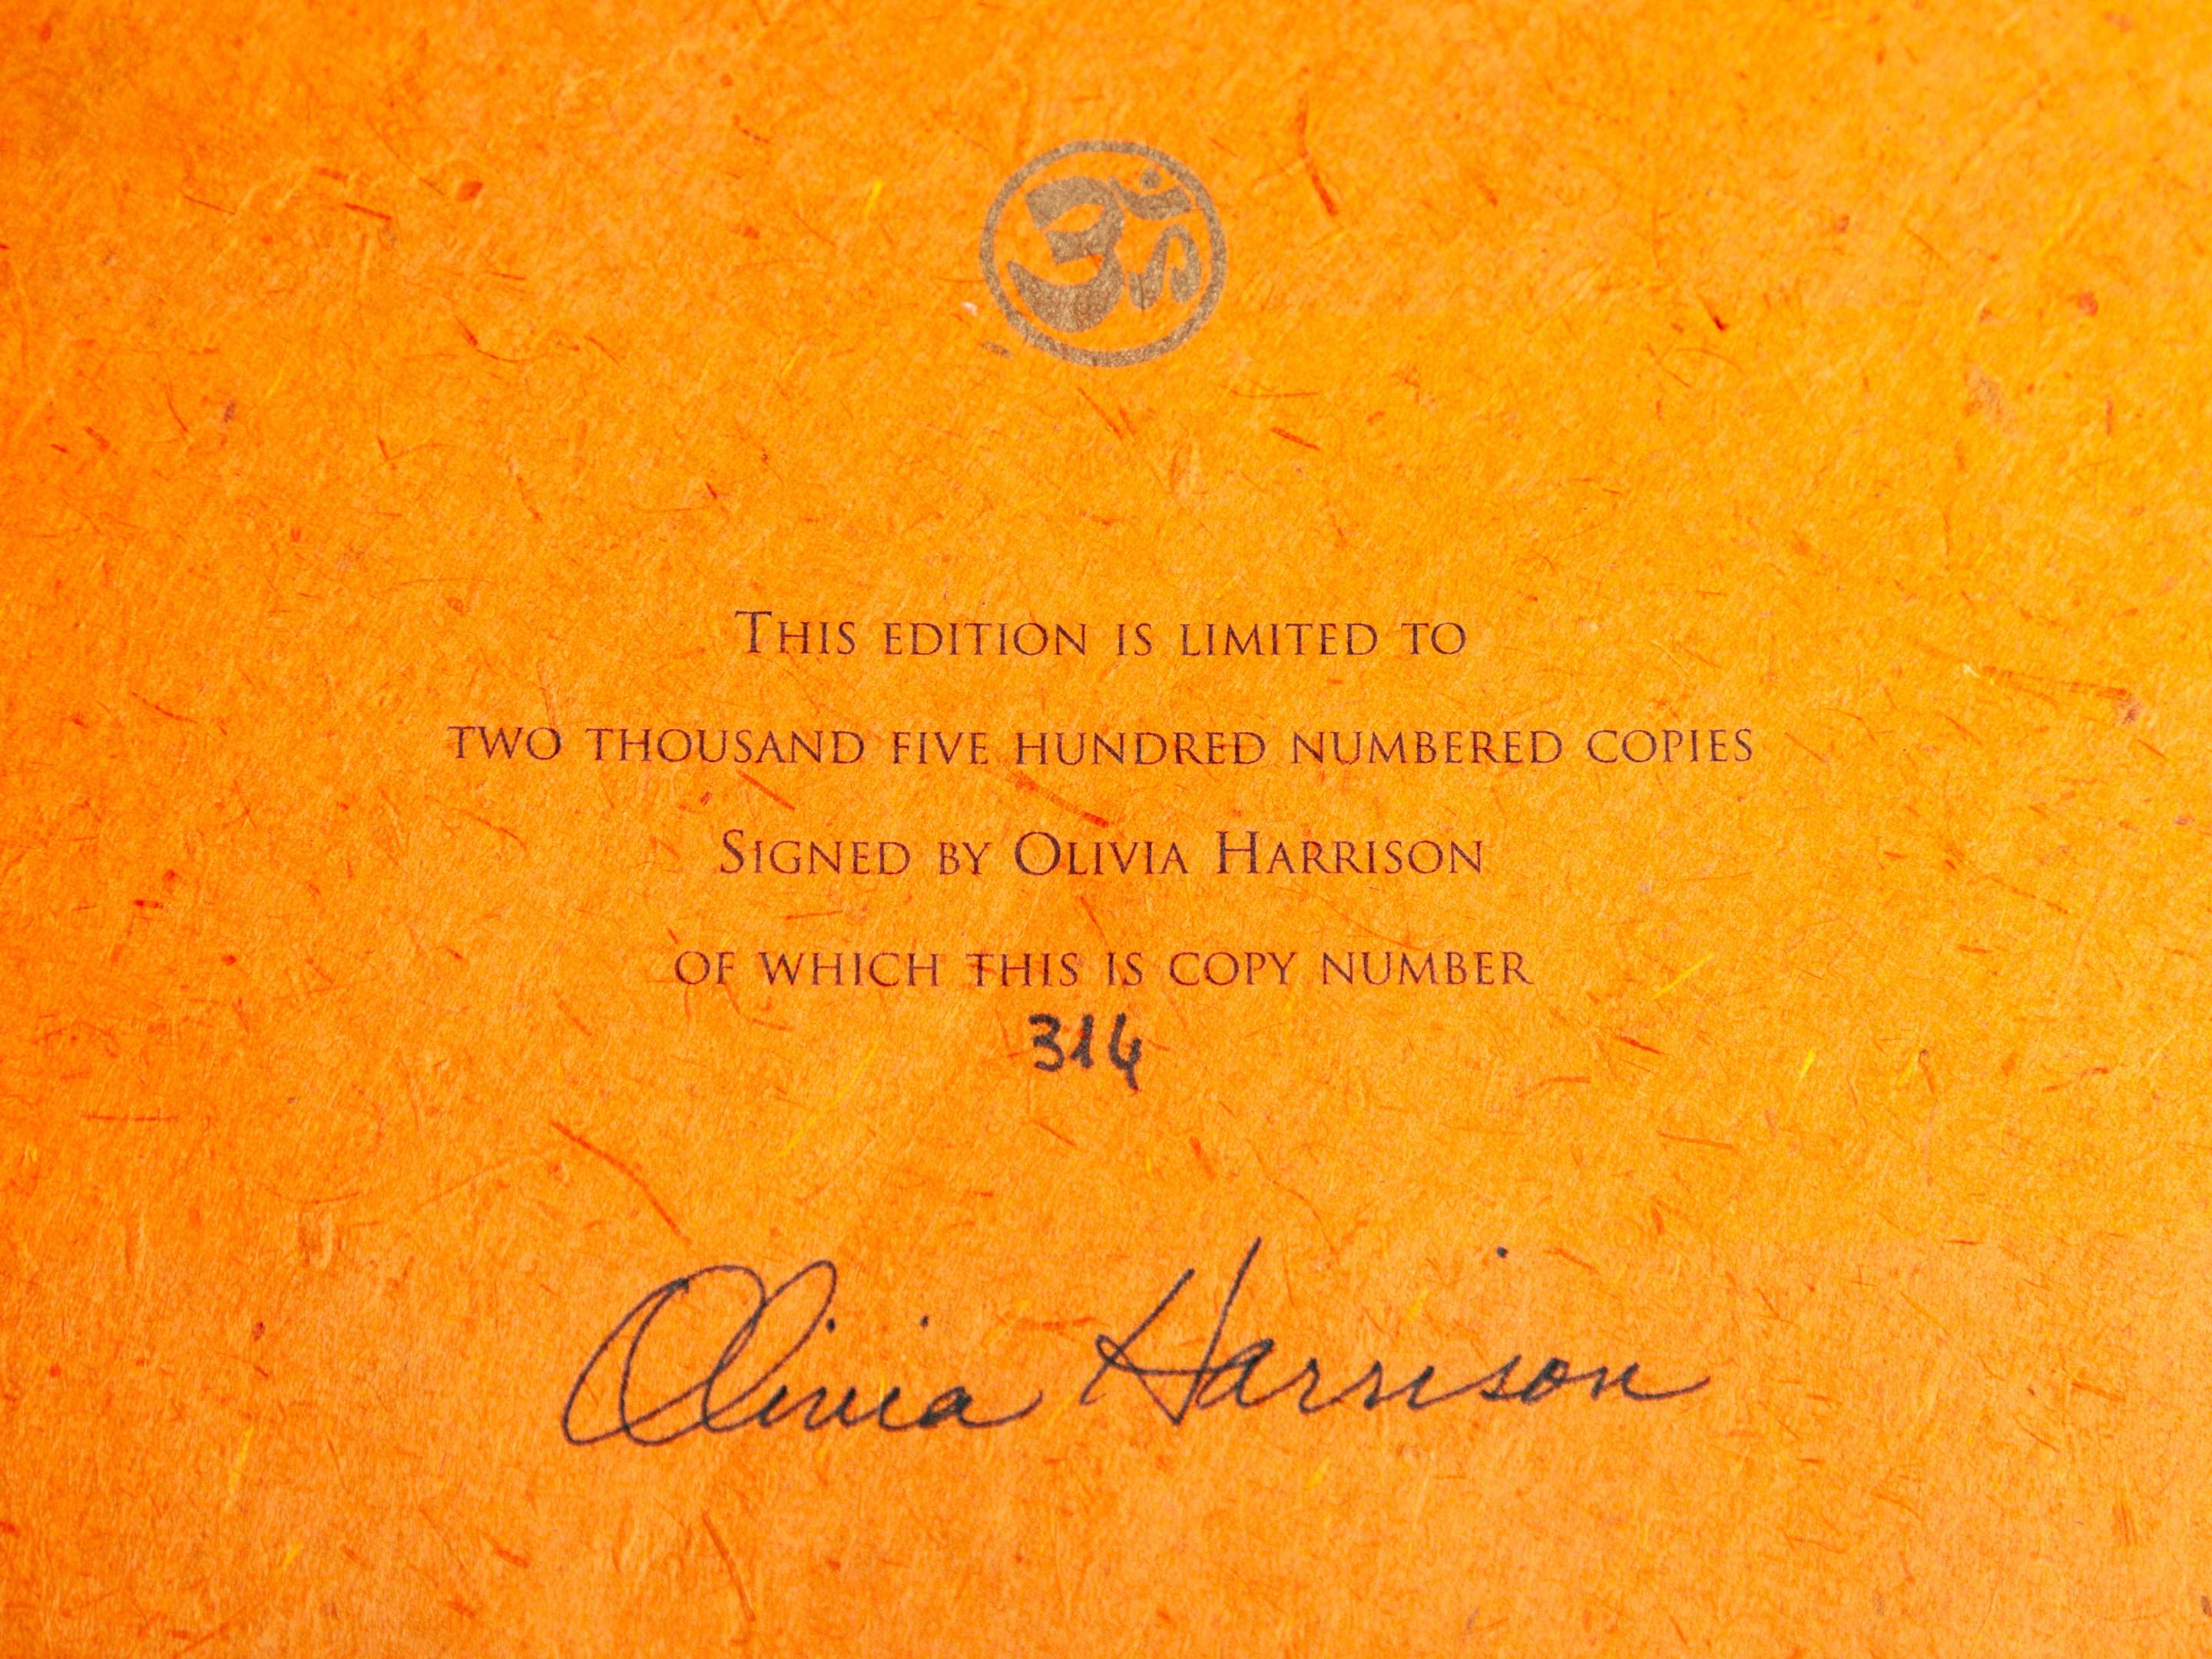 ॐ
This edition is limited to
two thousand five hundred numbered copies
Signed by Olivia Harrison
of which this is copy number
314
Olivia Harrison